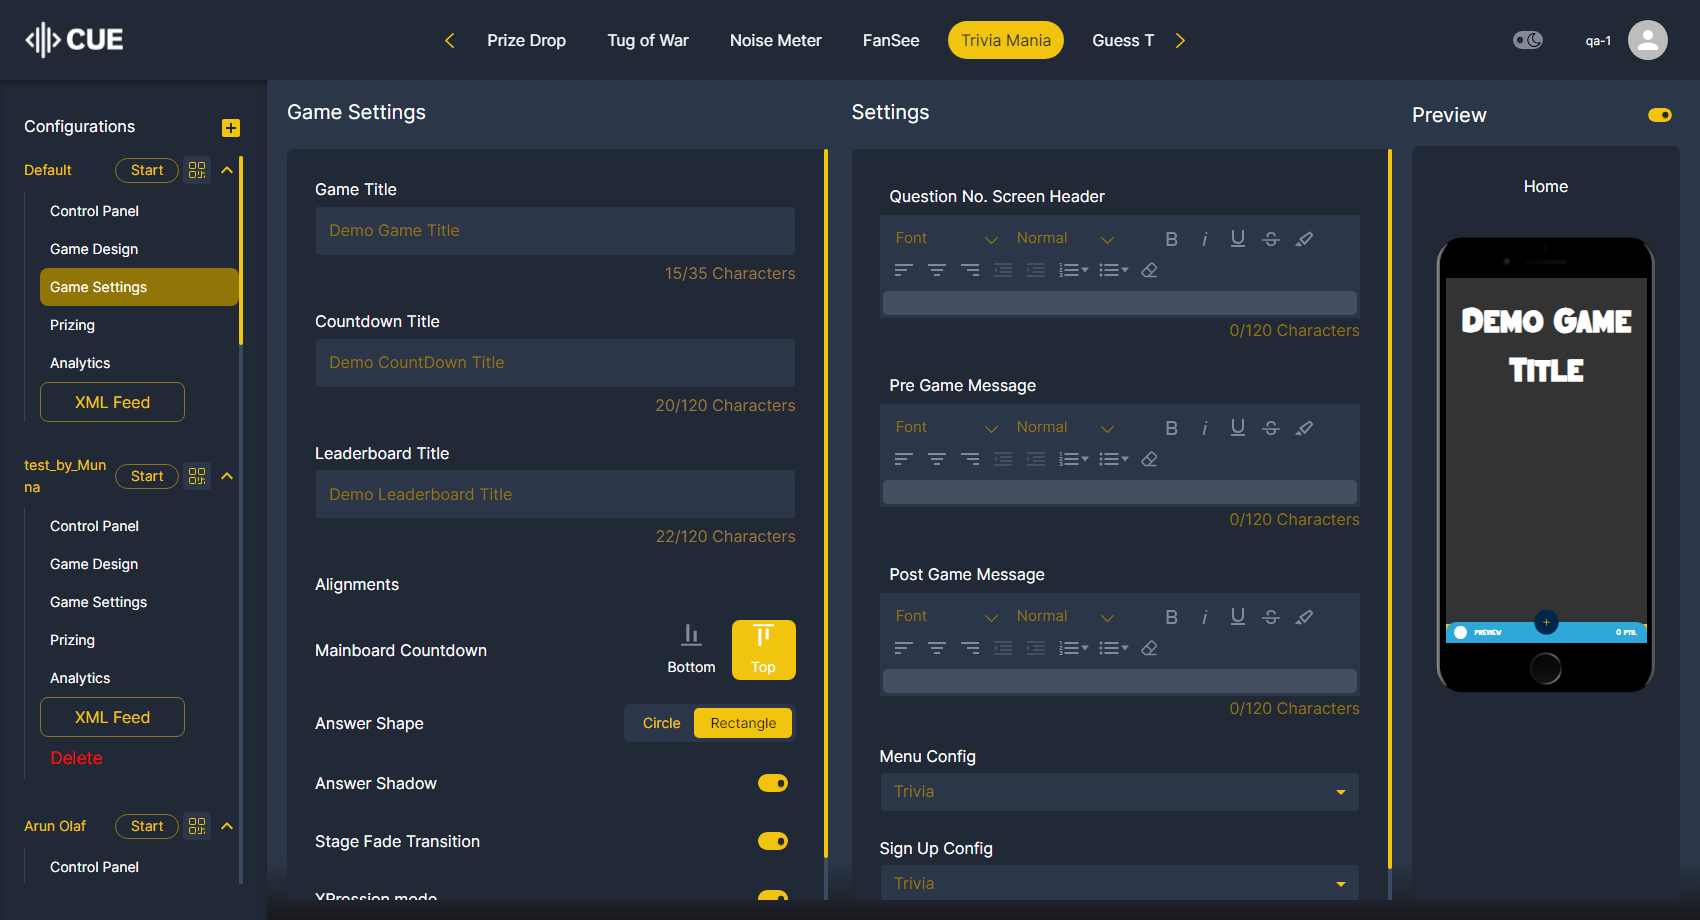 CUE
Prize Drop
Tug of War
Noise Meter
FanSee
Trivia Mania
Guess T
qa-1
Configurations
Default
Start
Control Panel
Game Design
Game Settings
Prizing
Analytics
XML Feed
test_by_Mun
na
Start
Control Panel
Game Design
Game Settings
Prizing
Analytics
XML Feed
Delete
Arun Olaf
Start
Control Panel
Game Settings
Game Title
Demo Game Title
15/35 Characters
Countdown Title
Demo CountDown Title
20/120 Characters
Leaderboard Title
Demo Leaderboard Title
22/120 Characters
Alignments
Mainboard Countdown
Bottom
Top
Answer Shape
Circle
Rectangle
Answer Shadow
Stage Fade Transition
XPression mode
Settings
Question No. Screen Header
Font
Normal
0/120 Characters
Pre Game Message
Font
Normal
0/120 Characters
Post Game Message
Font
Normal
0/120 Characters
Menu Config
Trivia
Sign Up Config
Trivia
Preview
Home
Demo Game
Title
PREVIEW
0 PTS.